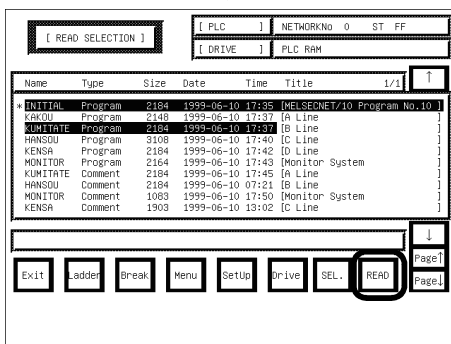 [ READ SELECTION ]
[ PLC ] NETWORKNo 0 ST FF
[ DRIVE ] PLC RAM
Name Type Size Date Time Title 1/1 ↑
* INITIAL Program 2184 1999-06-10 17:35 [MELSECNET/10 Program No.10 ]
KAKOU Program 2148 1999-06-10 17:37 [A Line ]
KUMITATE Program 2184 1999-06-10 17:37 [B Line ]
HANSOU Program 3108 1999-06-10 17:40 [C Line ]
KENSA Program 2184 1999-06-10 17:42 [D Line ]
MONITOR Program 2164 1999-06-10 17:43 [Monitor System ]
KUMITATE Comment 2184 1999-06-10 17:45 [A Line ]
HANSOU Comment 2184 1999-06-10 07:21 [B Line ]
MONITOR Comment 1083 1999-06-10 17:50 [Monitor System ]
KENSA Comment 1903 1999-06-10 13:02 [C Line ]
↓
Page↑
Exit Ladder Break Menu SetUp Drive SEL. READ Page↓